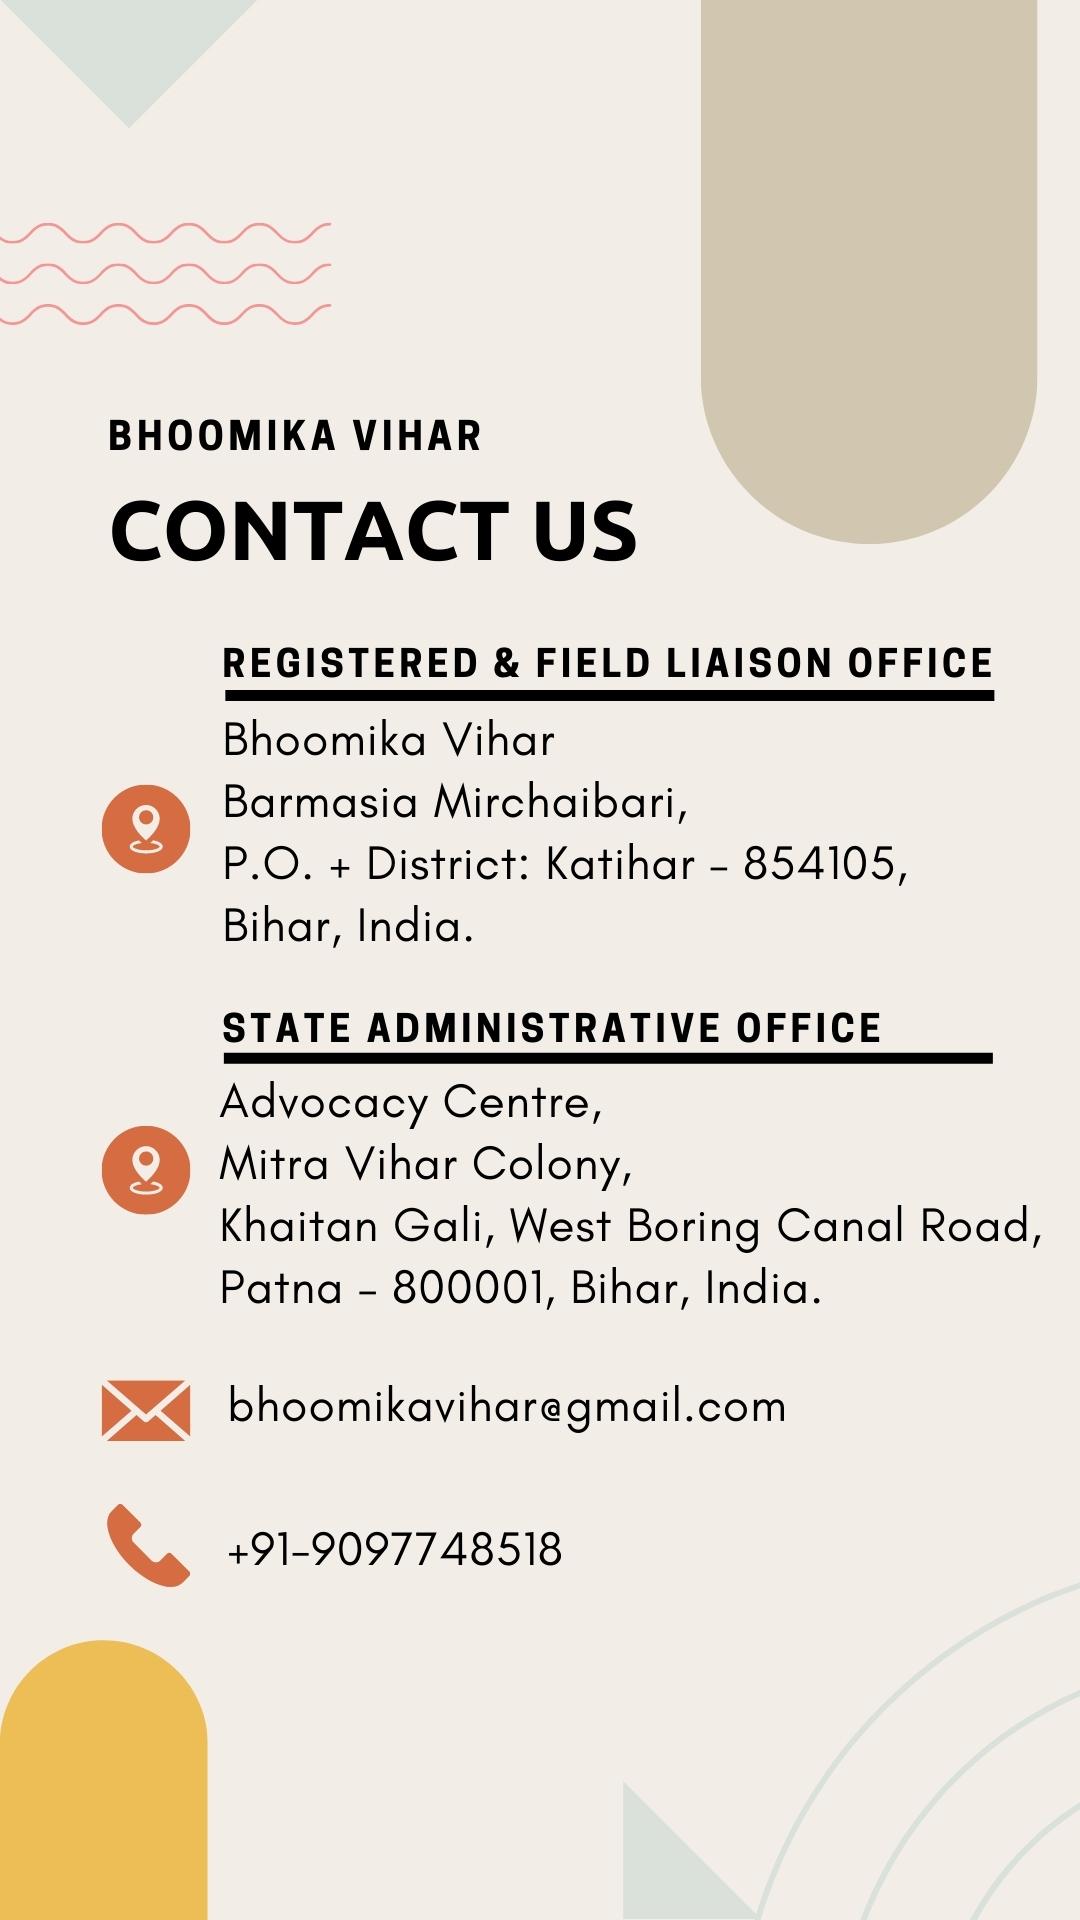 BHOOMIKA VIHAR
CONTACT US
REGISTERED & FIELD LIAISON OFFICE
Bhoomika Vihar
Barmasia Mirchaibari,
P.O. + District: Katihar – 854105,
Bihar, India.
STATE ADMINISTRATIVE OFFICE
Advocacy Centre,
Mitra Vihar Colony,
Khaitan Gali, West Boring Canal Road,
Patna – 800001, Bihar, India.
bhoomikavihar@gmail.com
+91-9097748518